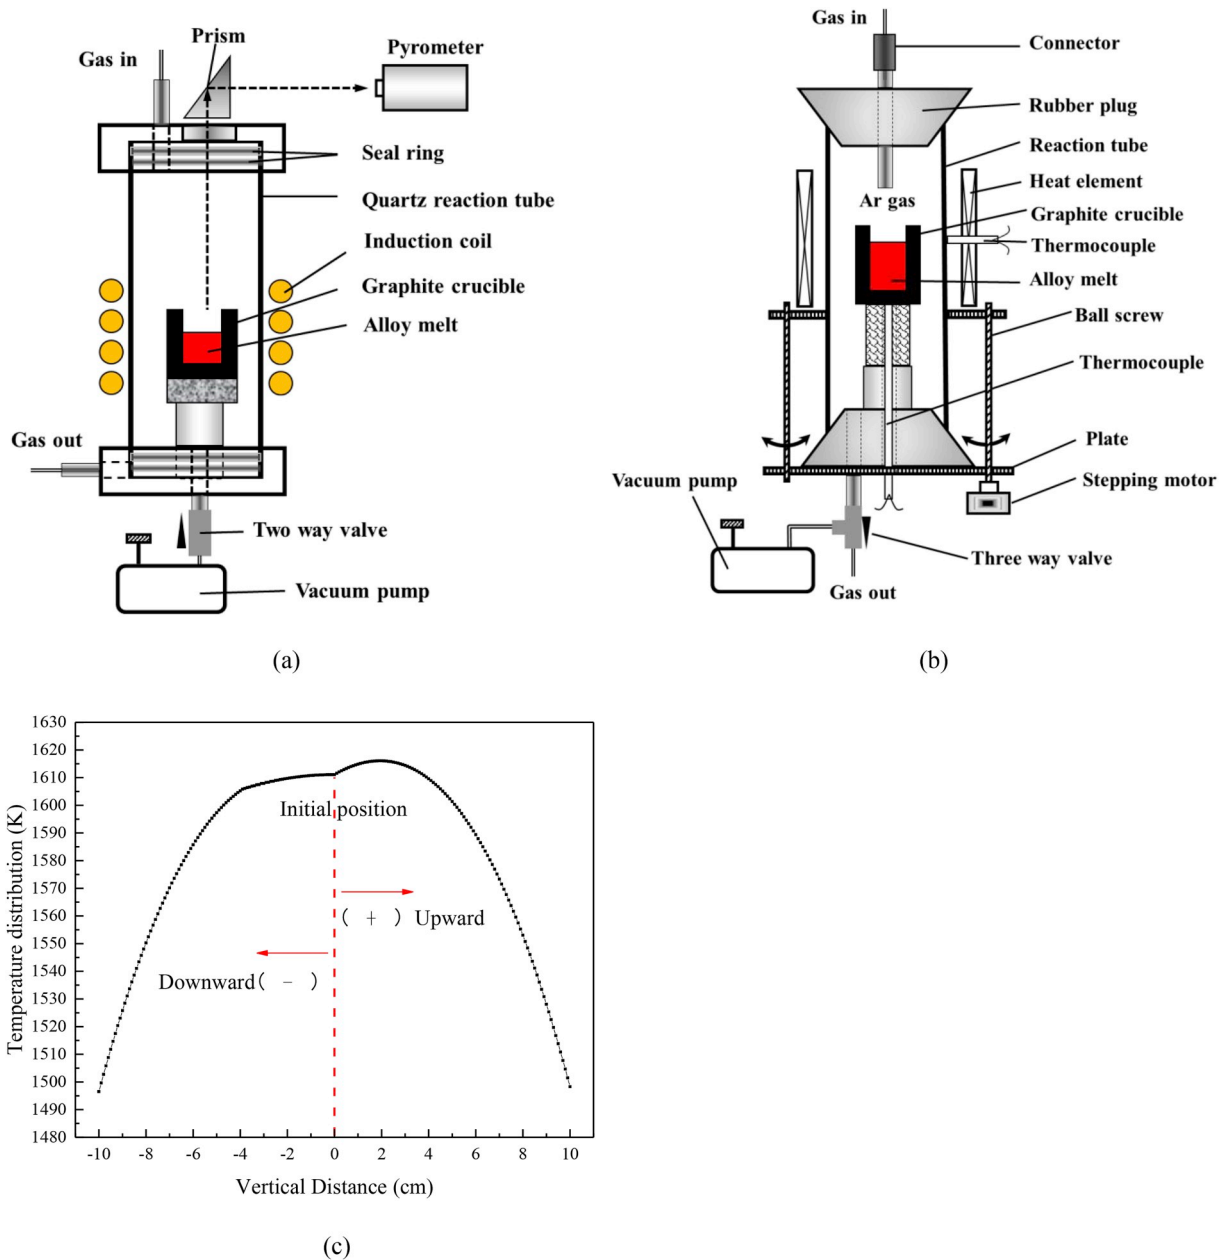 Prism
Gas in
Pyrometer
Seal ring
Quartz reaction tube
Induction coil
Graphite crucible
Alloy melt
Gas out
Two way valve
Vacuum pump
(a)
Gas in
Connector
Rubber plug
Reaction tube
Heat element
Ar gas
Graphite crucible
Thermocouple
Alloy melt
Ball screw
Thermocouple
Plate
Vacuum pump
Stepping motor
Three way valve
Gas out
(b)
1630
1620
1610
1600
1590
1580
1570
1560
1550
1540
1530
1520
1510
1500
1490
1480
Temperature distribution (K)
Initial position
( + ) Upward
Downward( - )
-10 -8 -6 -4 -2 0 2 4 6 8 10
Vertical Distance (cm)
(c)